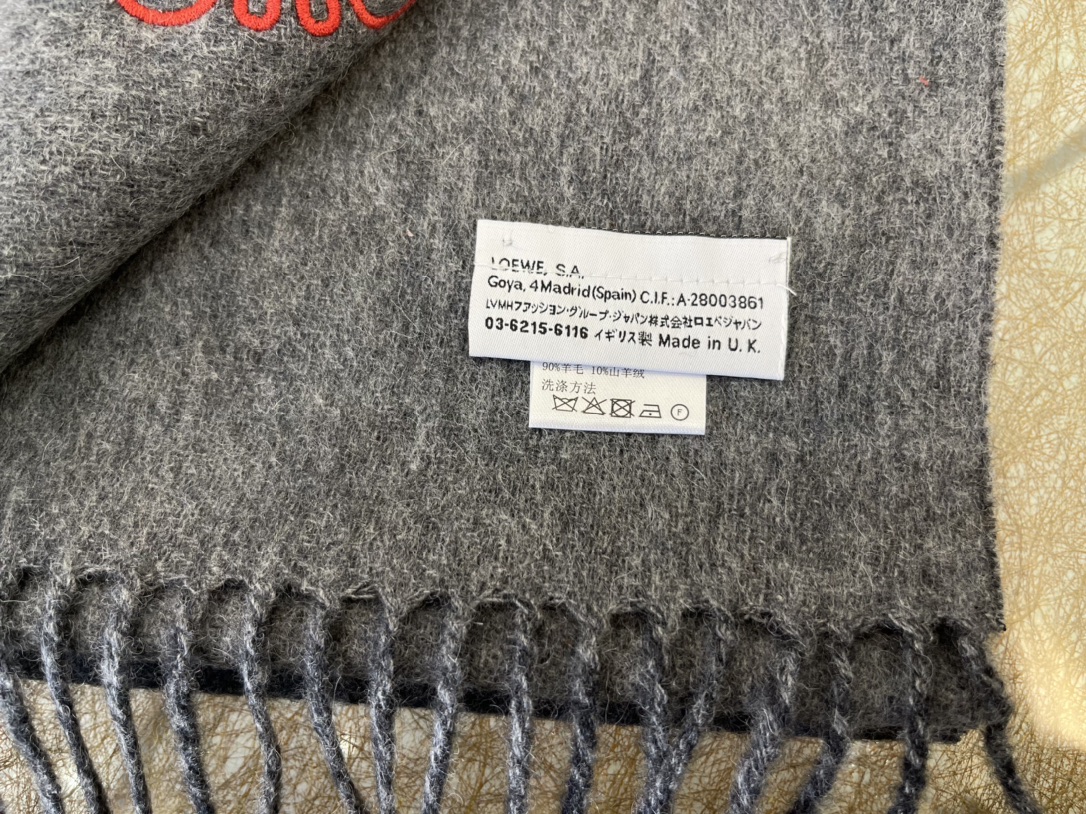 LOEWE, S.A.
Goya, 4 Madrid (Spain) C.I.F.: A-28003861
LVMHファッション・グループ・ジャパン株式会社ロエベジャパン
03-6215-6116 イギリス製 Made in U. K.
90%羊毛 10%山羊绒
洗涤方法
F